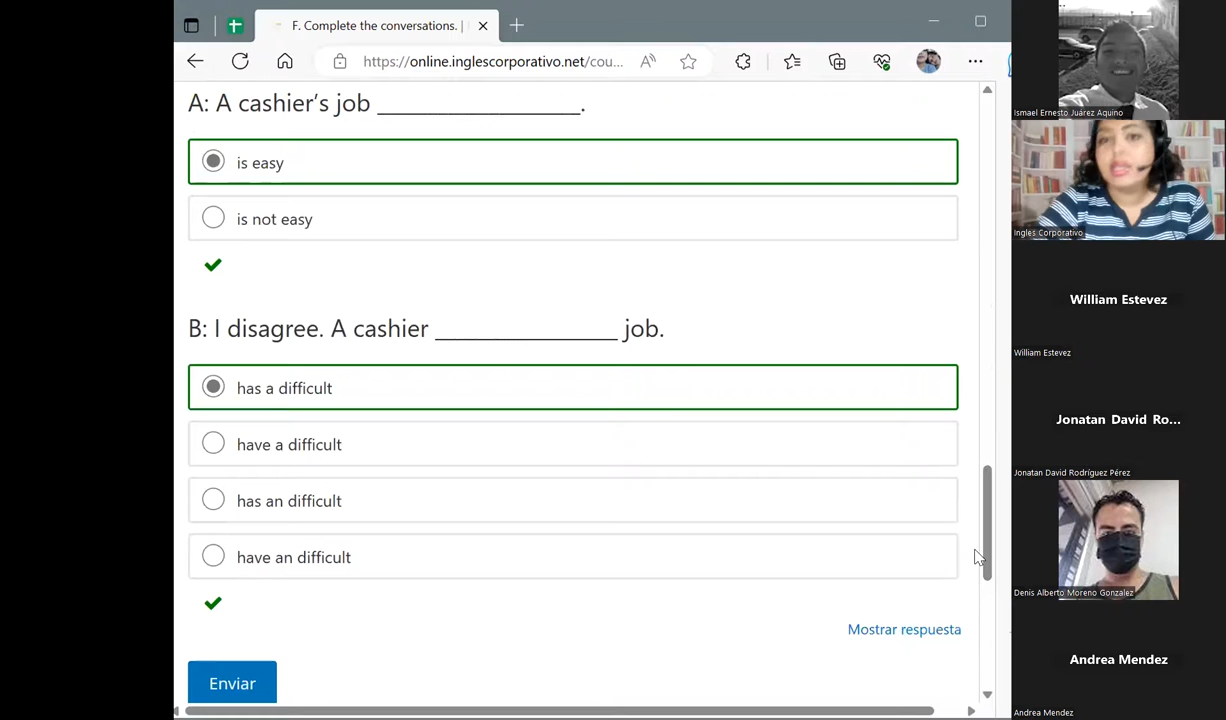 F. Complete the conversations. |
https://online.inglescorporativo.net/cou...
A: A cashier's job ____________________.
is easy
is not easy
B: I disagree. A cashier __________________ job.
has a difficult
have a difficult
has an difficult
have an difficult
Mostrar respuesta
Enviar
Ismael Ernesto Juárez Aquino
Ingles Corporativo
William Estevez
William Estevez
Jonatan David Ro...
Jonatan David Rodríguez Pérez
Denis Alberto Moreno Gonzalez
Andrea Mendez
Andrea Mendez